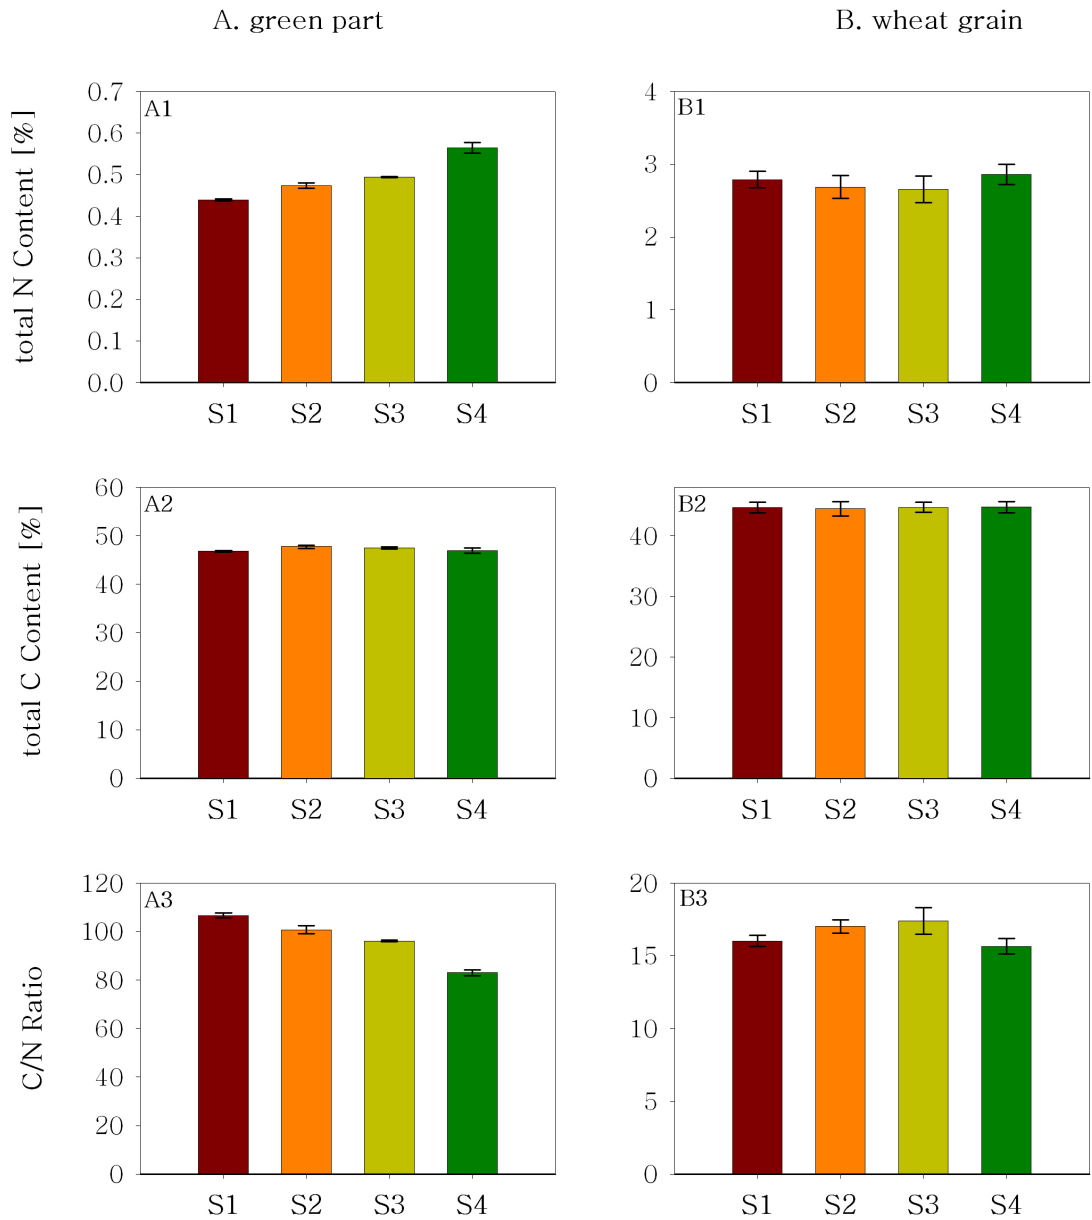 A. green part
B. wheat grain
total N Content [%]
0.7
0.6
0.5
0.4
0.3
0.2
0.1
0.0
A1
S1 S2 S3 S4
4
3
2
1
0
B1
S1 S2 S3 S4
total C Content [%]
60
50
40
30
20
10
0
A2
S1 S2 S3 S4
40
30
20
10
0
B2
S1 S2 S3 S4
C/N Ratio
120
100
80
60
40
20
0
A3
S1 S2 S3 S4
20
15
10
5
0
B3
S1 S2 S3 S4